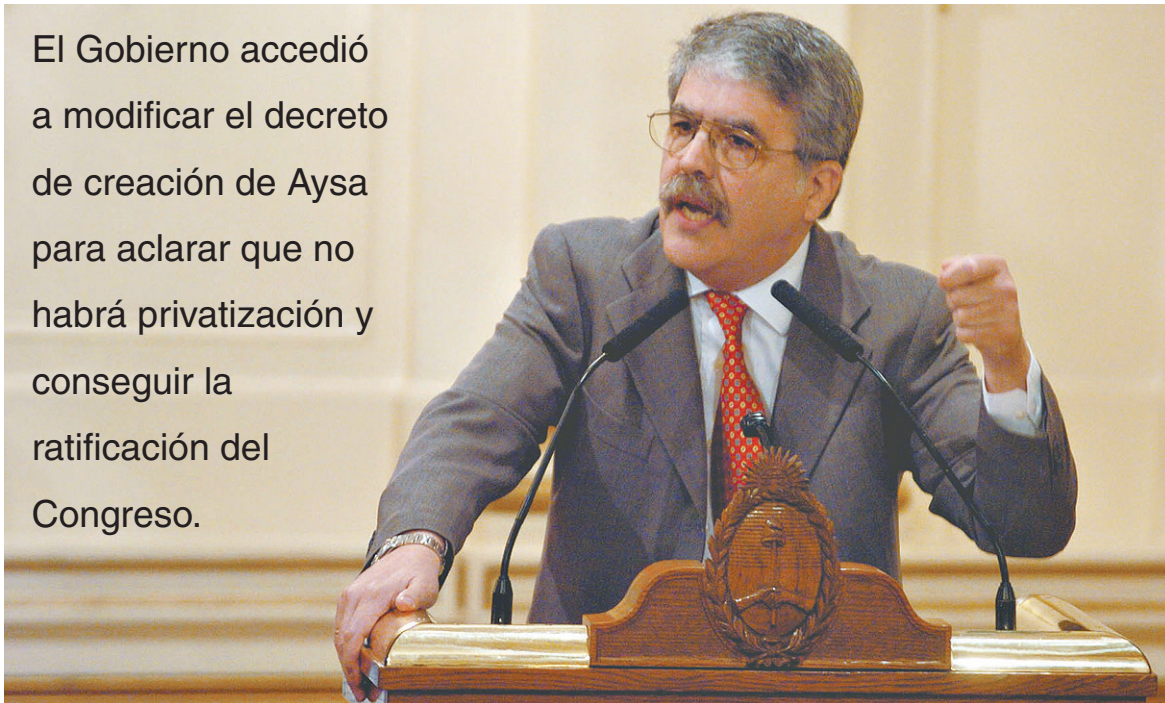 El Gobierno accedió
a modificar el decreto
de creación de Aysa
para aclarar que no
habrá privatización y
conseguir la
ratificación del
Congreso.